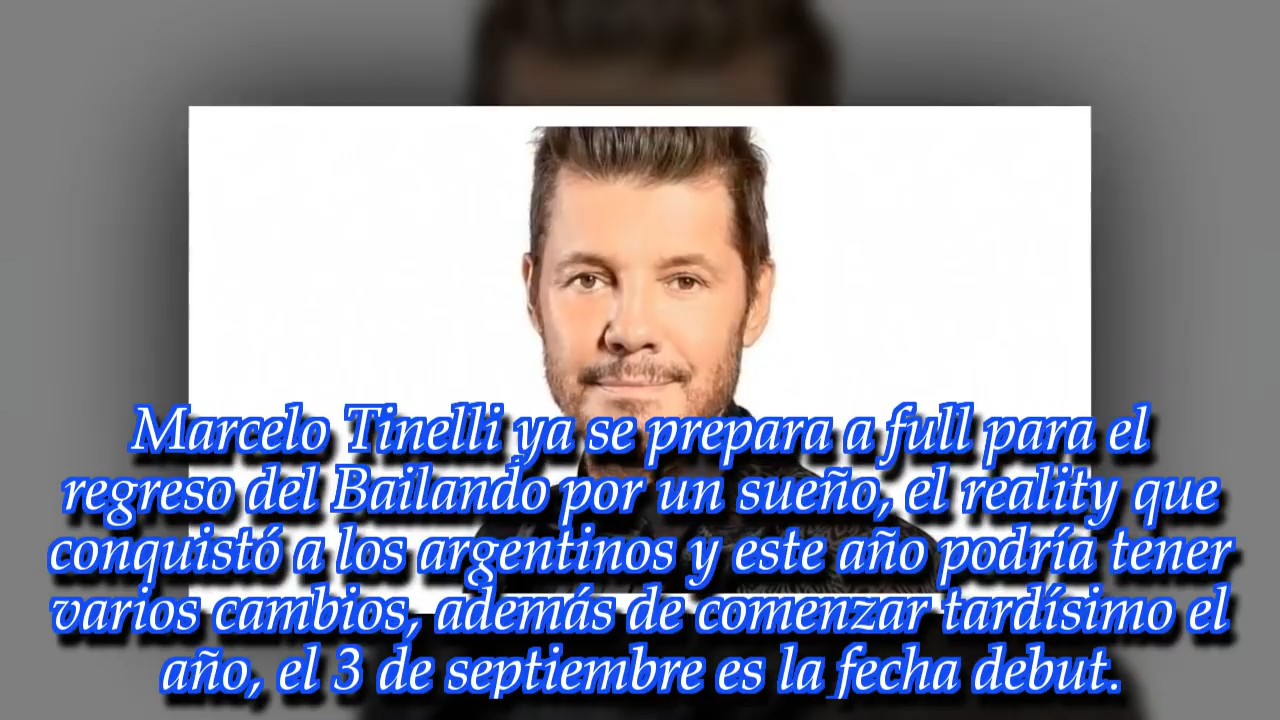 Marcelo Tinelli ya se prepara a full para el
regreso del Bailando por un sueño, el reality que
conquistó a los argentinos y este año podría tener
varios cambios, además de comenzar tardísimo el
año, el 3 de septiembre es la fecha debut.